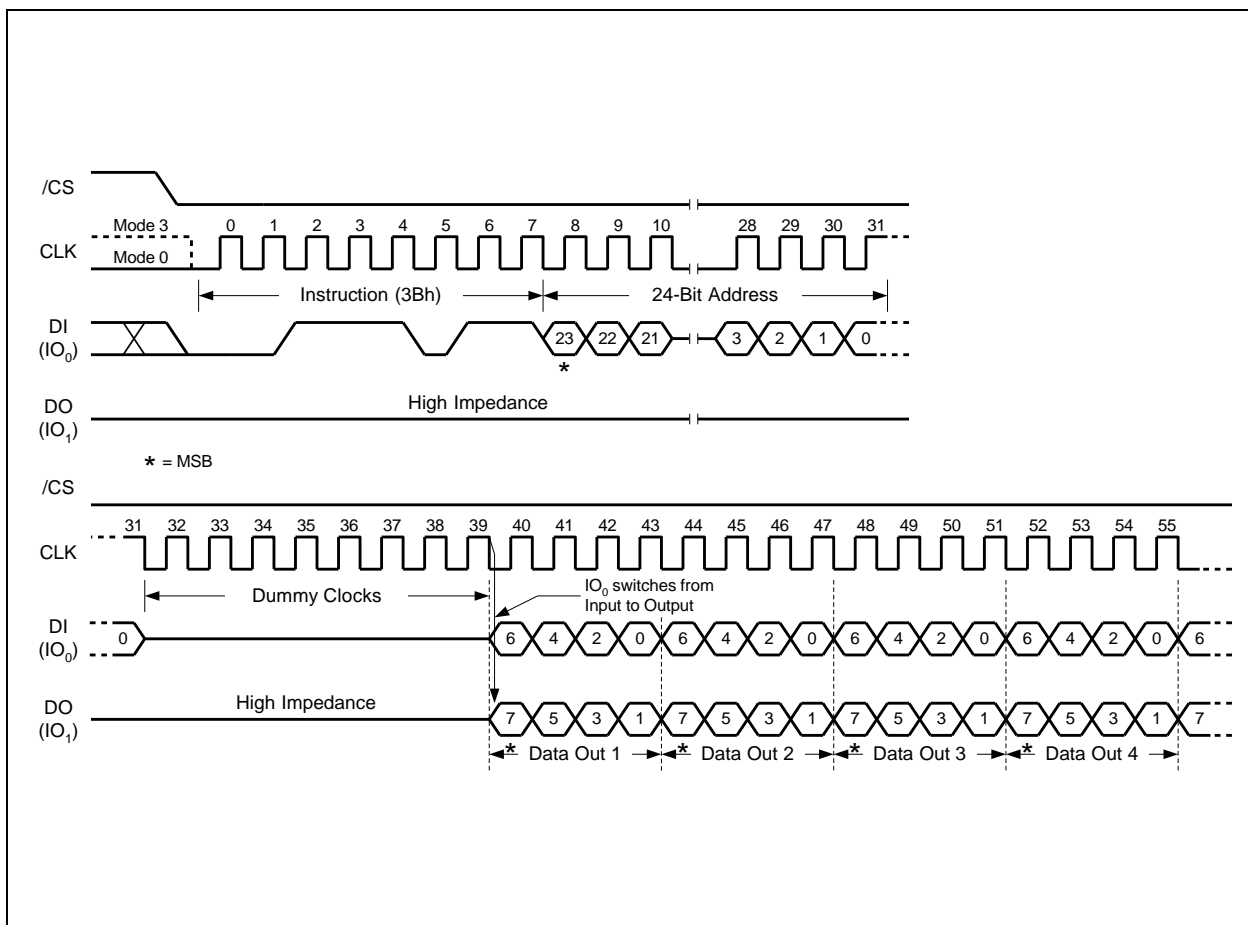 /CS
Mode 3 0 1 2 3 4 5 6 7 8 9 10 28 29 30 31
CLK
Mode 0
Instruction (3Bh) 24-Bit Address
DI
(IO0) 23 22 21 3 2 1 0
*
High Impedance
DO
(IO1)
* = MSB
/CS
31 32 33 34 35 36 37 38 39 40 41 42 43 44 45 46 47 48 49 50 51 52 53 54 55
CLK
Dummy Clocks
IO0 switches from
Input to Output
DI
(IO0) 0 6 4 2 0 6 4 2 0 6 4 2 0 6 4 2 0 6
High Impedance
DO
(IO1) 7 5 3 1 7 5 3 1 7 5 3 1 7 5 3 1 7
* Data Out 1 * Data Out 2 * Data Out 3 * Data Out 4